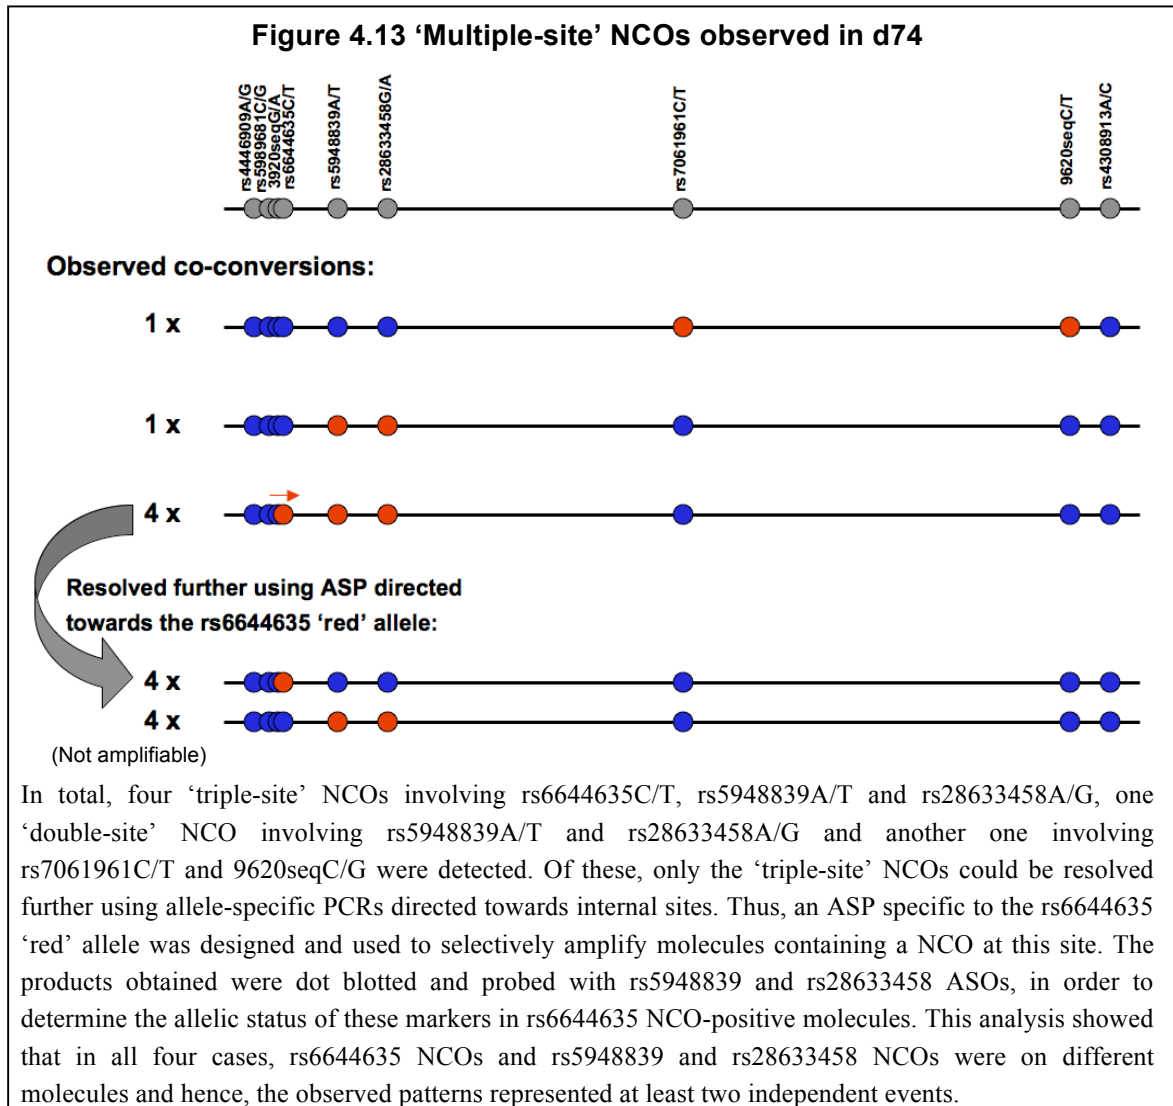 Figure 4.13 ‘Multiple-site’ NCOs observed in d74
rs4446909A/G
rs5989681C/G
3920seqG/A
rs6644635C/T
rs5948839A/T
rs28633458G/A
rs7061961C/T
9620seqC/T
rs4308913A/C
Observed co-conversions:
1 x
1 x
4 x
Resolved further using ASP directed
towards the rs6644635 ‘red’ allele:
4 x
4 x
(Not amplifiable)
In total, four ‘triple-site’ NCOs involving rs6644635C/T, rs5948839A/T and rs28633458A/G, one
‘double-site’ NCO involving rs5948839A/T and rs28633458A/G and another one involving
rs7061961C/T and 9620seqC/G were detected. Of these, only the ‘triple-site’ NCOs could be resolved
further using allele-specific PCRs directed towards internal sites. Thus, an ASP specific to the rs6644635
‘red’ allele was designed and used to selectively amplify molecules containing a NCO at this site. The
products obtained were dot blotted and probed with rs5948839 and rs28633458 ASOs, in order to
determine the allelic status of these markers in rs6644635 NCO-positive molecules. This analysis showed
that in all four cases, rs6644635 NCOs and rs5948839 and rs28633458 NCOs were on different
molecules and hence, the observed patterns represented at least two independent events.